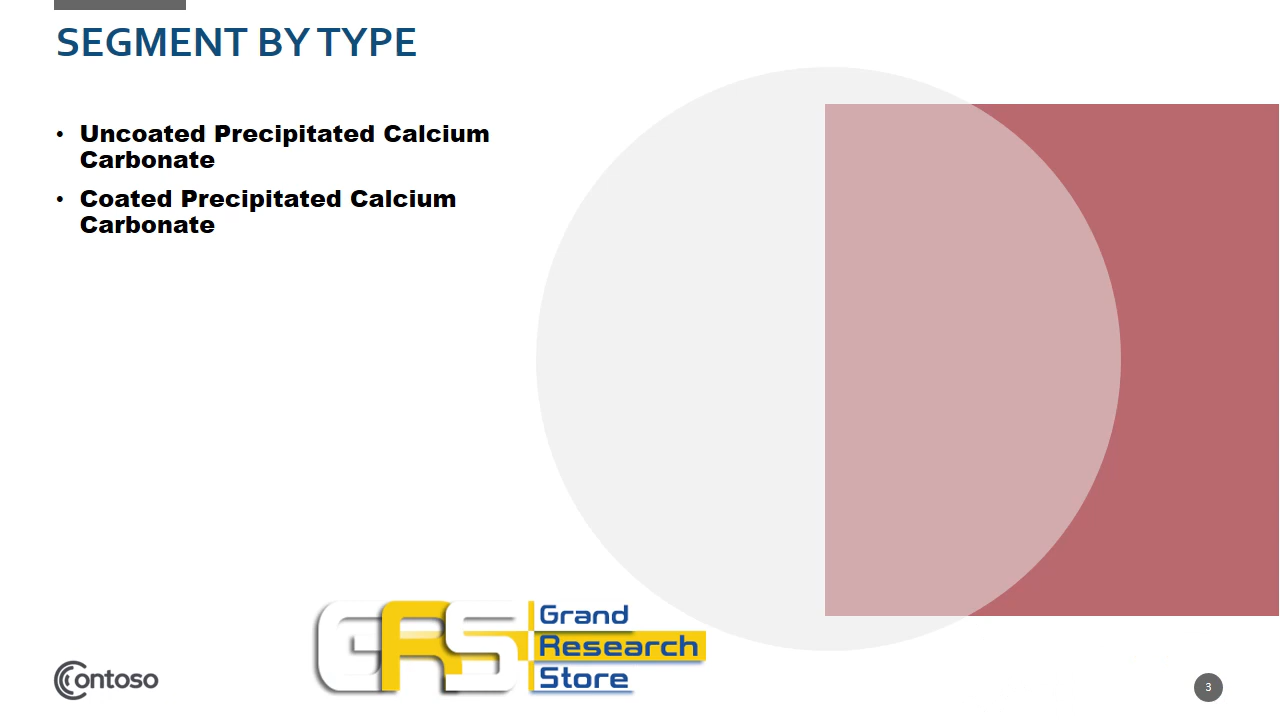 SEGMENT BY TYPE
• Uncoated Precipitated Calcium
Carbonate
• Coated Precipitated Calcium
Carbonate
GRS
Grand
Research
Store
Contoso
3